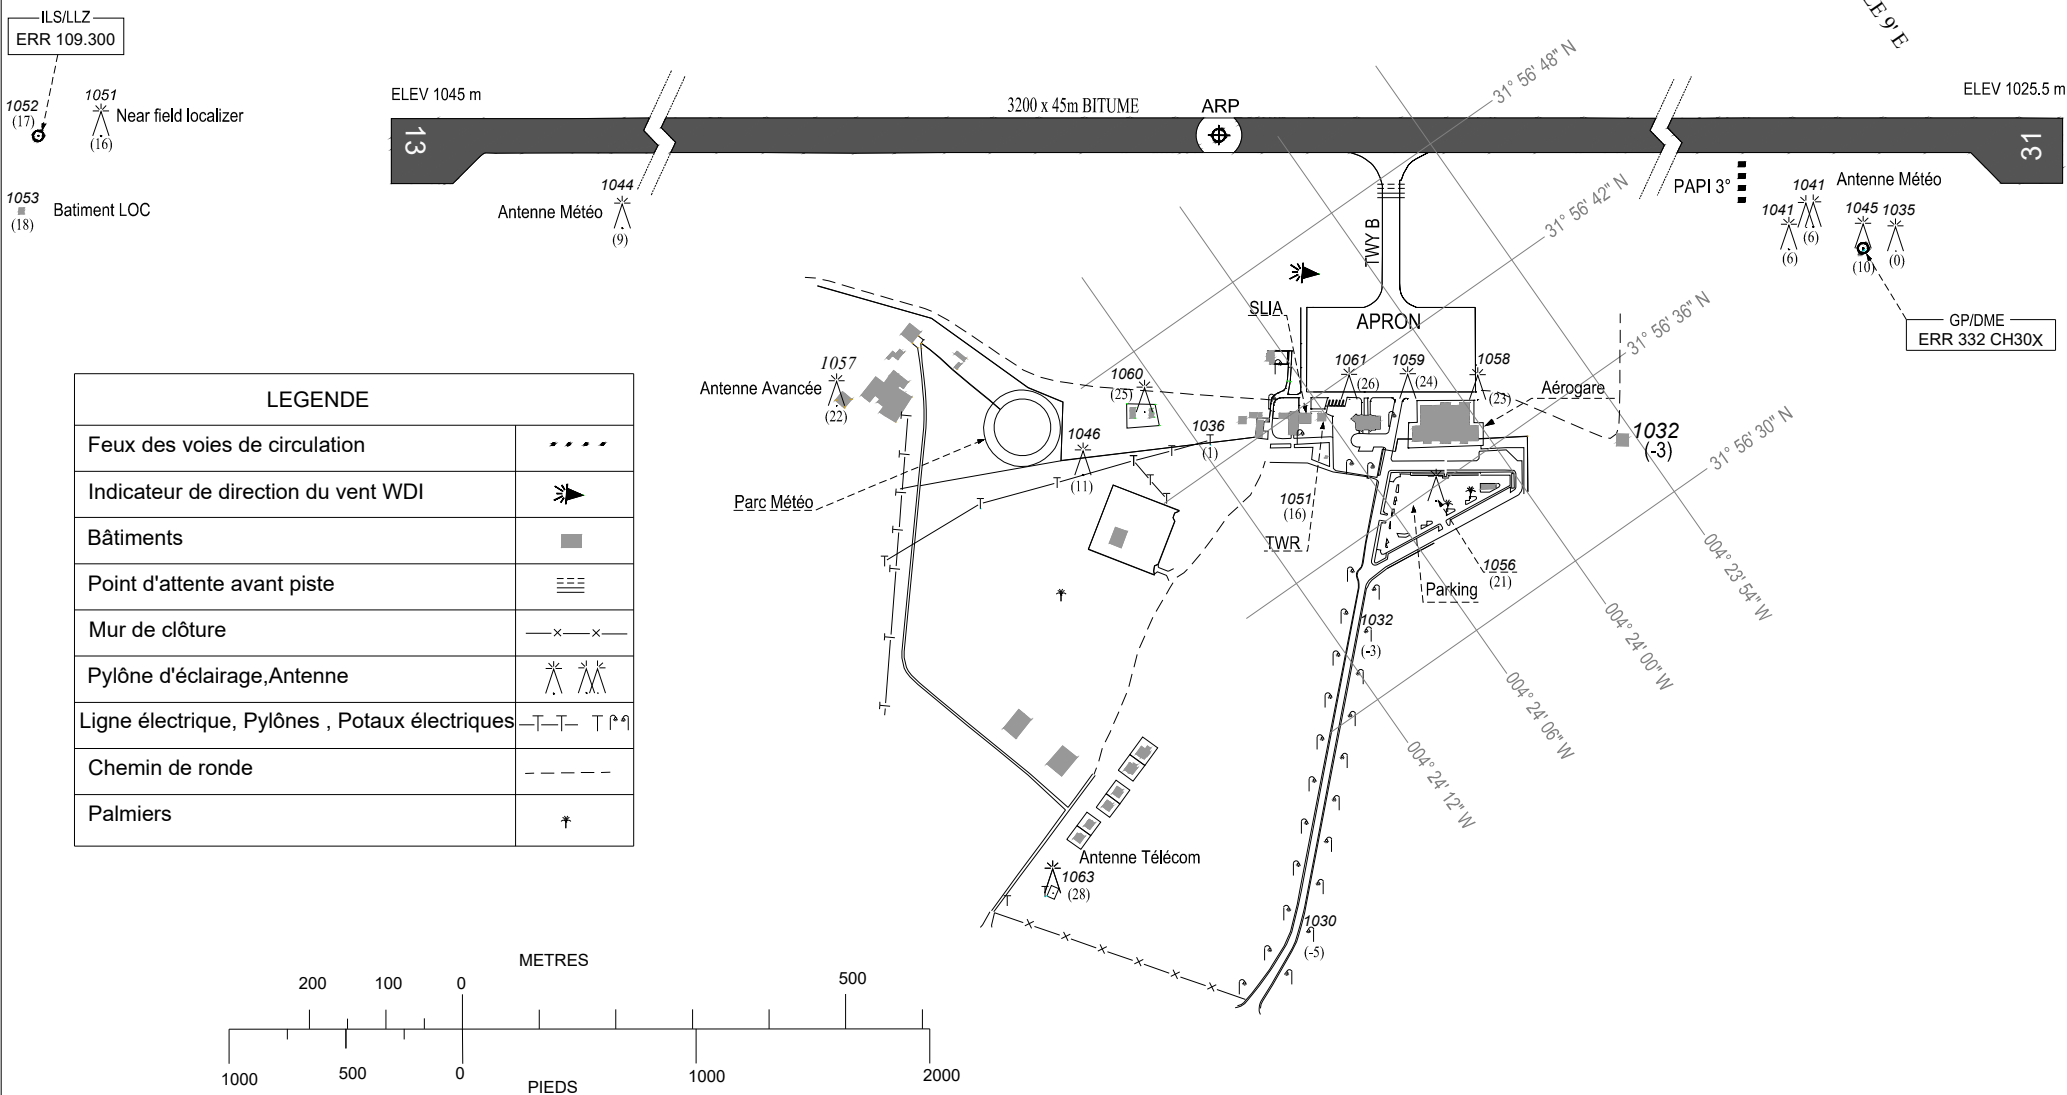 LE 9' E
ILS/LLZ
ERR 109.300
1052
(17)
1051
Near field localizer
(16)
1053
(18)
Batiment LOC
ELEV 1045 m
13
3200 x 45m BITUME
ARP
31° 56' 48" N
ELEV 1025.5 m
31
1044
Antenne Météo
(9)
TWY B
31° 56' 42" N
PAPI 3°
1041
Antenne Météo
1041
(6)
(6)
1045
(10)
1035
(0)
GP/DME
ERR 332 CH30X
SLIA
APRON
31° 56' 36" N
1057
Antenne Avancée
(22)
1060
(25)
1061
(26)
1059
(24)
1058
(23)
Aérogare
1032
(-3)
31° 56' 30" N
1046
(11)
1036
(1)
Parc Météo
1051
(16)
TWR
1056
(21)
Parking
004° 23' 54" W
004° 24' 00" W
004° 24' 06" W
004° 24' 12" W
1032
(-3)
Antenne Télécom
1063
(28)
1030
(-5)
LEGENDE
Feux des voies de circulation
Indicateur de direction du vent WDI
Bâtiments
Point d'attente avant piste
Mur de clôture
Pylône d'éclairage,Antenne
Ligne électrique, Pylônes , Potaux électriques
Chemin de ronde
Palmiers
METRES
200 100 0 500
1000 500 0 1000 2000
PIEDS